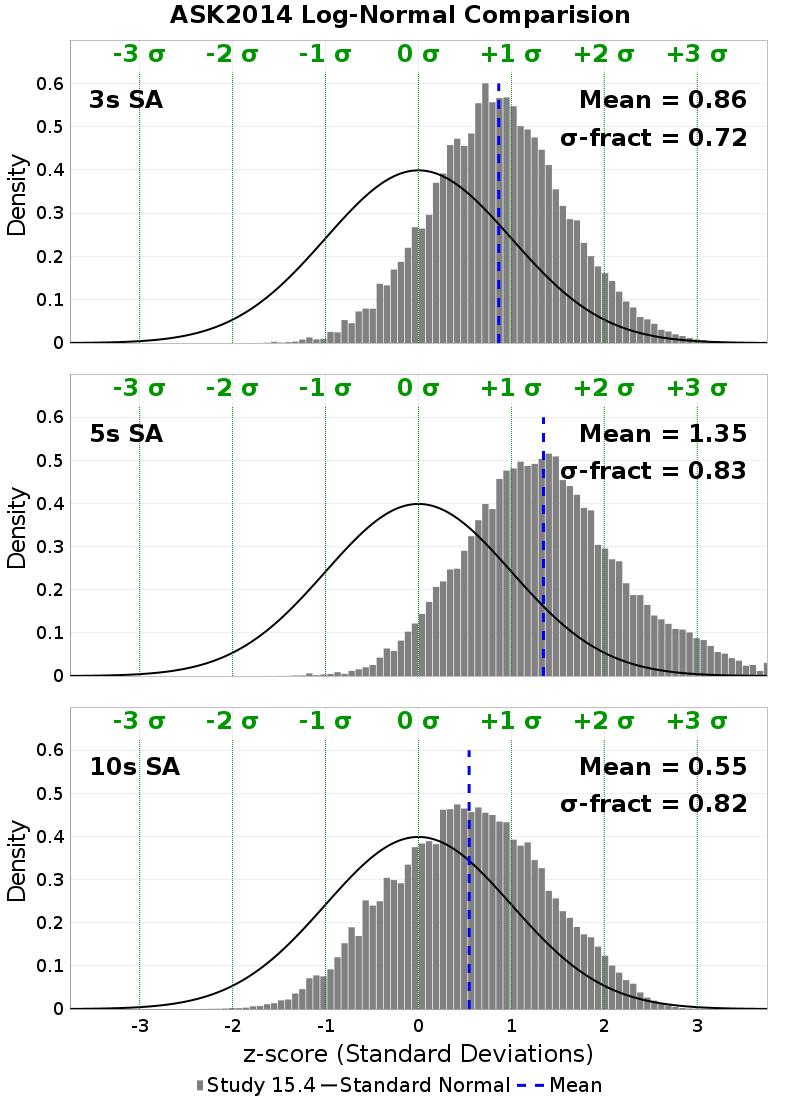 ASK2014 Log-Normal Comparision
-3 σ -2 σ -1 σ 0 σ +1 σ +2 σ +3 σ
0.6
3s SA
Mean = 0.86
0.5
σ-fract = 0.72
0.4
Density
0.3
0.2
0.1
0
-3 σ -2 σ -1 σ 0 σ +1 σ +2 σ +3 σ
0.6
5s SA
Mean = 1.35
0.5
σ-fract = 0.83
0.4
Density
0.3
0.2
0.1
0
-3 σ -2 σ -1 σ 0 σ +1 σ +2 σ +3 σ
0.6
10s SA
Mean = 0.55
0.5
σ-fract = 0.82
0.4
Density
0.3
0.2
0.1
0
-3 -2 -1 0 1 2 3
z-score (Standard Deviations)
Study 15.4 Standard Normal Mean